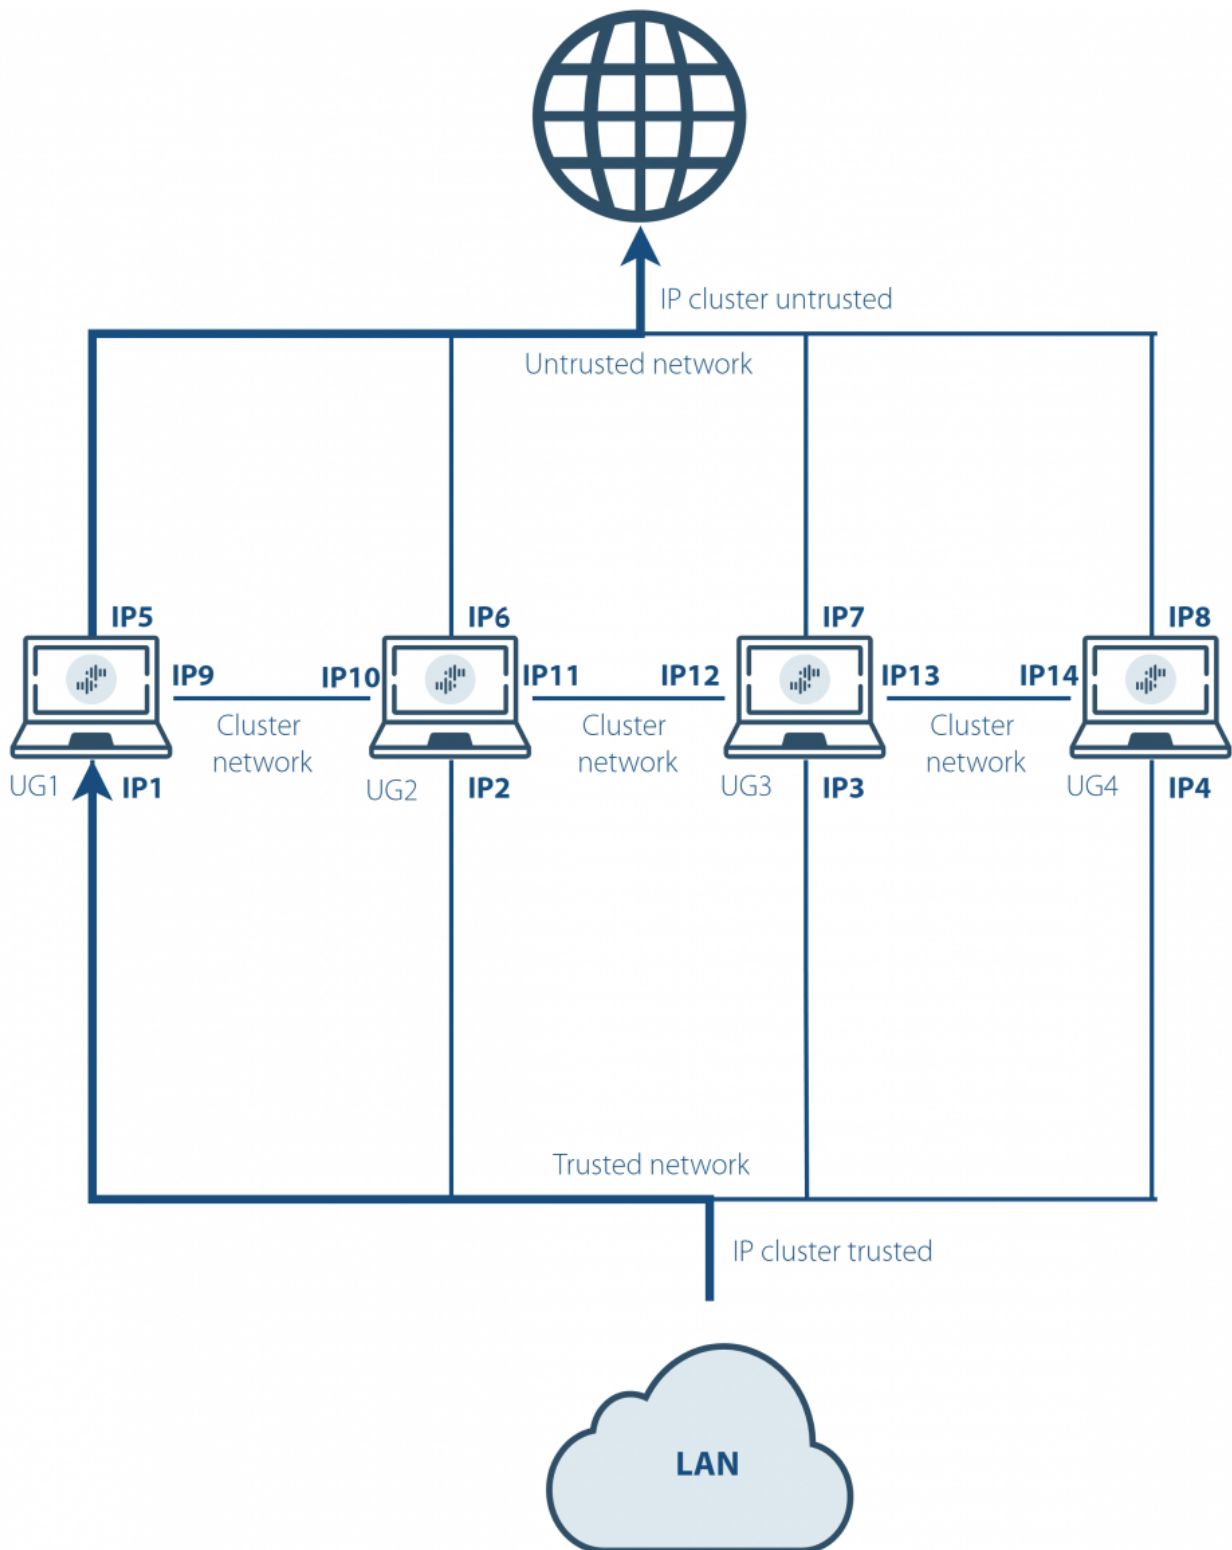 IP cluster untrusted
Untrusted network
IP5
IP6
IP7
IP8
IP9
IP10
IP11
IP12
IP13
IP14
Cluster
network
Cluster
network
Cluster
network
UG1
IP1
UG2
IP2
UG3
IP3
UG4
IP4
Trusted network
IP cluster trusted
LAN